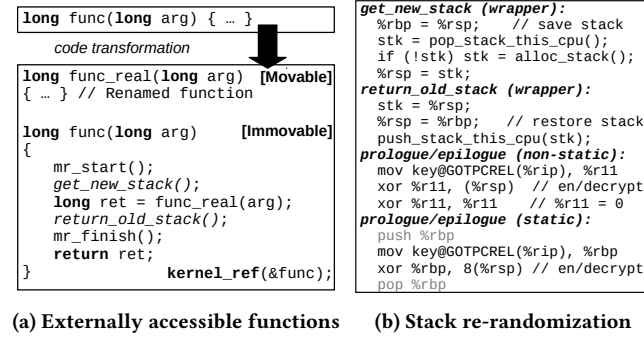 long func(long arg) { … }
code transformation
long func_real(long arg) [Movable]
{ … } // Renamed function
long func(long arg) [Immovable]
{
mr_start();
get_new_stack();
long ret = func_real(arg);
return_old_stack();
mr_finish();
return ret;
} kernel_ref(&func);
(a) Externally accessible functions
get_new_stack (wrapper):
%rbp = %rsp; // save stack
stk = pop_stack_this_cpu();
if (!stk) stk = alloc_stack();
%rsp = stk;
return_old_stack (wrapper):
stk = %rsp;
%rsp = %rbp; // restore stack
push_stack_this_cpu(stk);
prologue/epilogue (non-static):
mov key@GOTPCREL(%rip), %r11
xor %r11, (%rsp) // en/decrypt
xor %r11, %r11 // %r11 = 0
prologue/epilogue (static):
push %rbp
mov key@GOTPCREL(%rip), %rbp
xor %rbp, 8(%rsp) // en/decrypt
pop %rbp
(b) Stack re-randomization